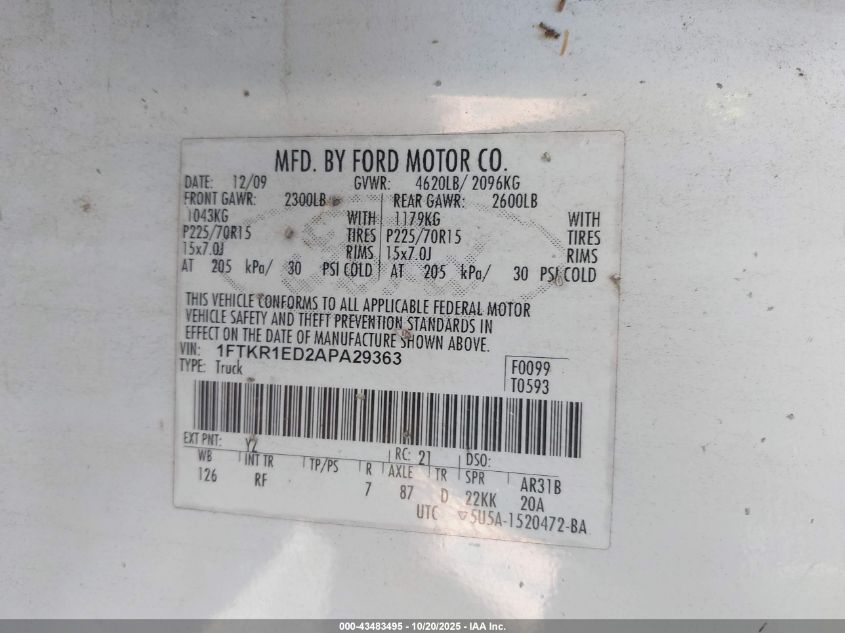 MFD. BY FORD MOTOR CO.
DATE: 12/09 GVWR: 4620LB/ 2096KG
FRONT GAWR: 2300LB REAR GAWR: 2600LB
1043KG WITH 1179KG WITH
P225/70R15 TIRES P225/70R15 TIRES
15x7.0J RIMS 15x7.0J RIMS
AT 205 kPa/ 30 PSI COLD AT 205 kPa/ 30 PSI COLD
THIS VEHICLE CONFORMS TO ALL APPLICABLE FEDERAL MOTOR
VEHICLE SAFETY AND THEFT PREVENTION STANDARDS IN
EFFECT ON THE DATE OF MANUFACTURE SHOWN ABOVE.
VIN: 1FTKR1ED2APA29363
TYPE: Truck
F0099
T0593
EXT PNT: YZ RC: 21 DSO:
WB INT TR TP/PS R AXLE TR SPR AR31B
126 RF 7 87 D 22KK 20A
UTC ▽5U5A-1520472-BA
000-43483495 - 10/20/2025 - IAA Inc.